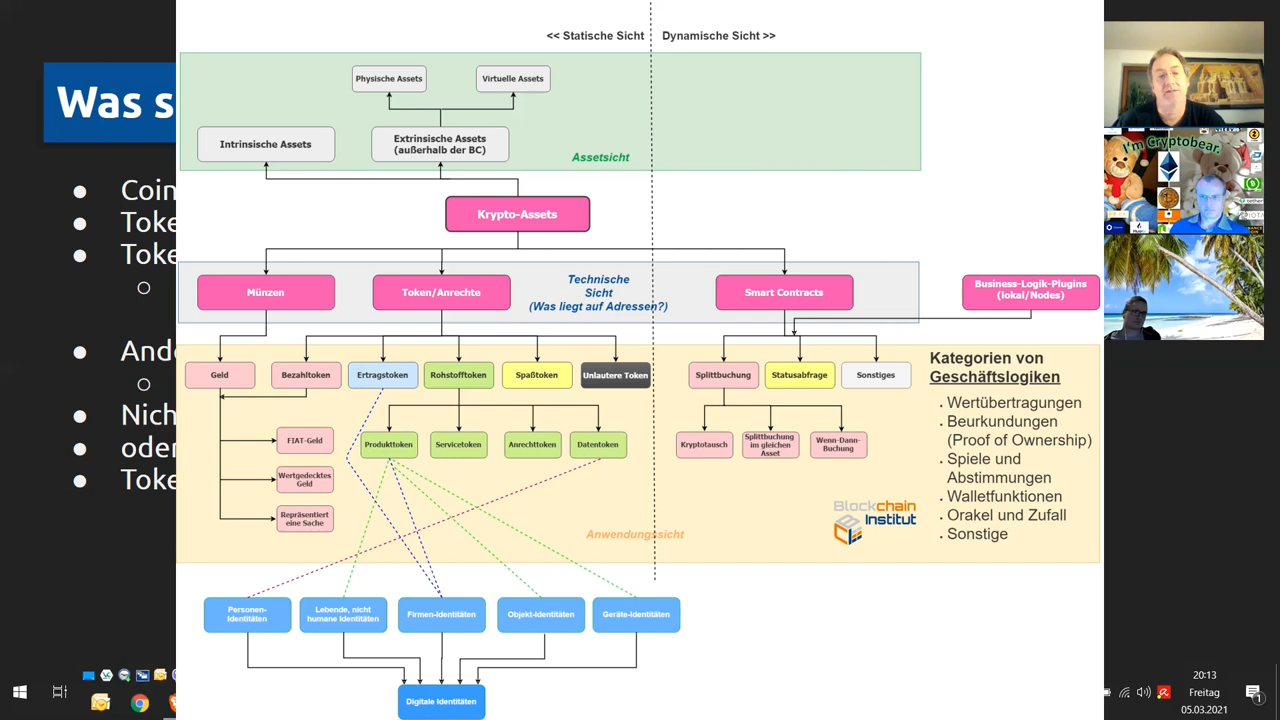 << Statische Sicht
Dynamische Sicht >>
Was s
Coin
Toke
Toke
Ande
Nich
oder
Toke
Physische Assets
Virtuelle Assets
Intrinsische Assets
Extrinsische Assets
(außerhalb der BC)
Assetsicht
Krypto-Assets
Münzen
Token/Anrechte
Technische
Sicht
(Was liegt auf Adressen?)
Smart Contracts
Business-Logik-Plugins
(lokal/Nodes)
Geld
Bezahltoken
Ertragstoken
Rohstofftoken
Spaßtoken
Unlautere Token
Splittbuchung
Statusabfrage
Sonstiges
FIAT-Geld
Wertgedecktes
Geld
Repräsentiert
eine Sache
Produkttoken
Servicetoken
Anrechttoken
Datentoken
Kryptotausch
Splittbuchung
im gleichen
Asset
Wenn-Dann-
Buchung
Kategorien von
Geschäftslogiken
Wertübertragungen
Beurkundungen
(Proof of Ownership)
Spiele und
Abstimmungen
Walletfunktionen
Orakel und Zufall
Sonstige
Blockchain
Institut
Anwendungssicht
Personen-
Identitäten
Lebende, nicht
humane Identitäten
Firmen-Identitäten
Objekt-Identitäten
Geräte-Identitäten
Digitale Identitäten
I'm Cryptobear.
20:13
Freitag
05.03.2021
1